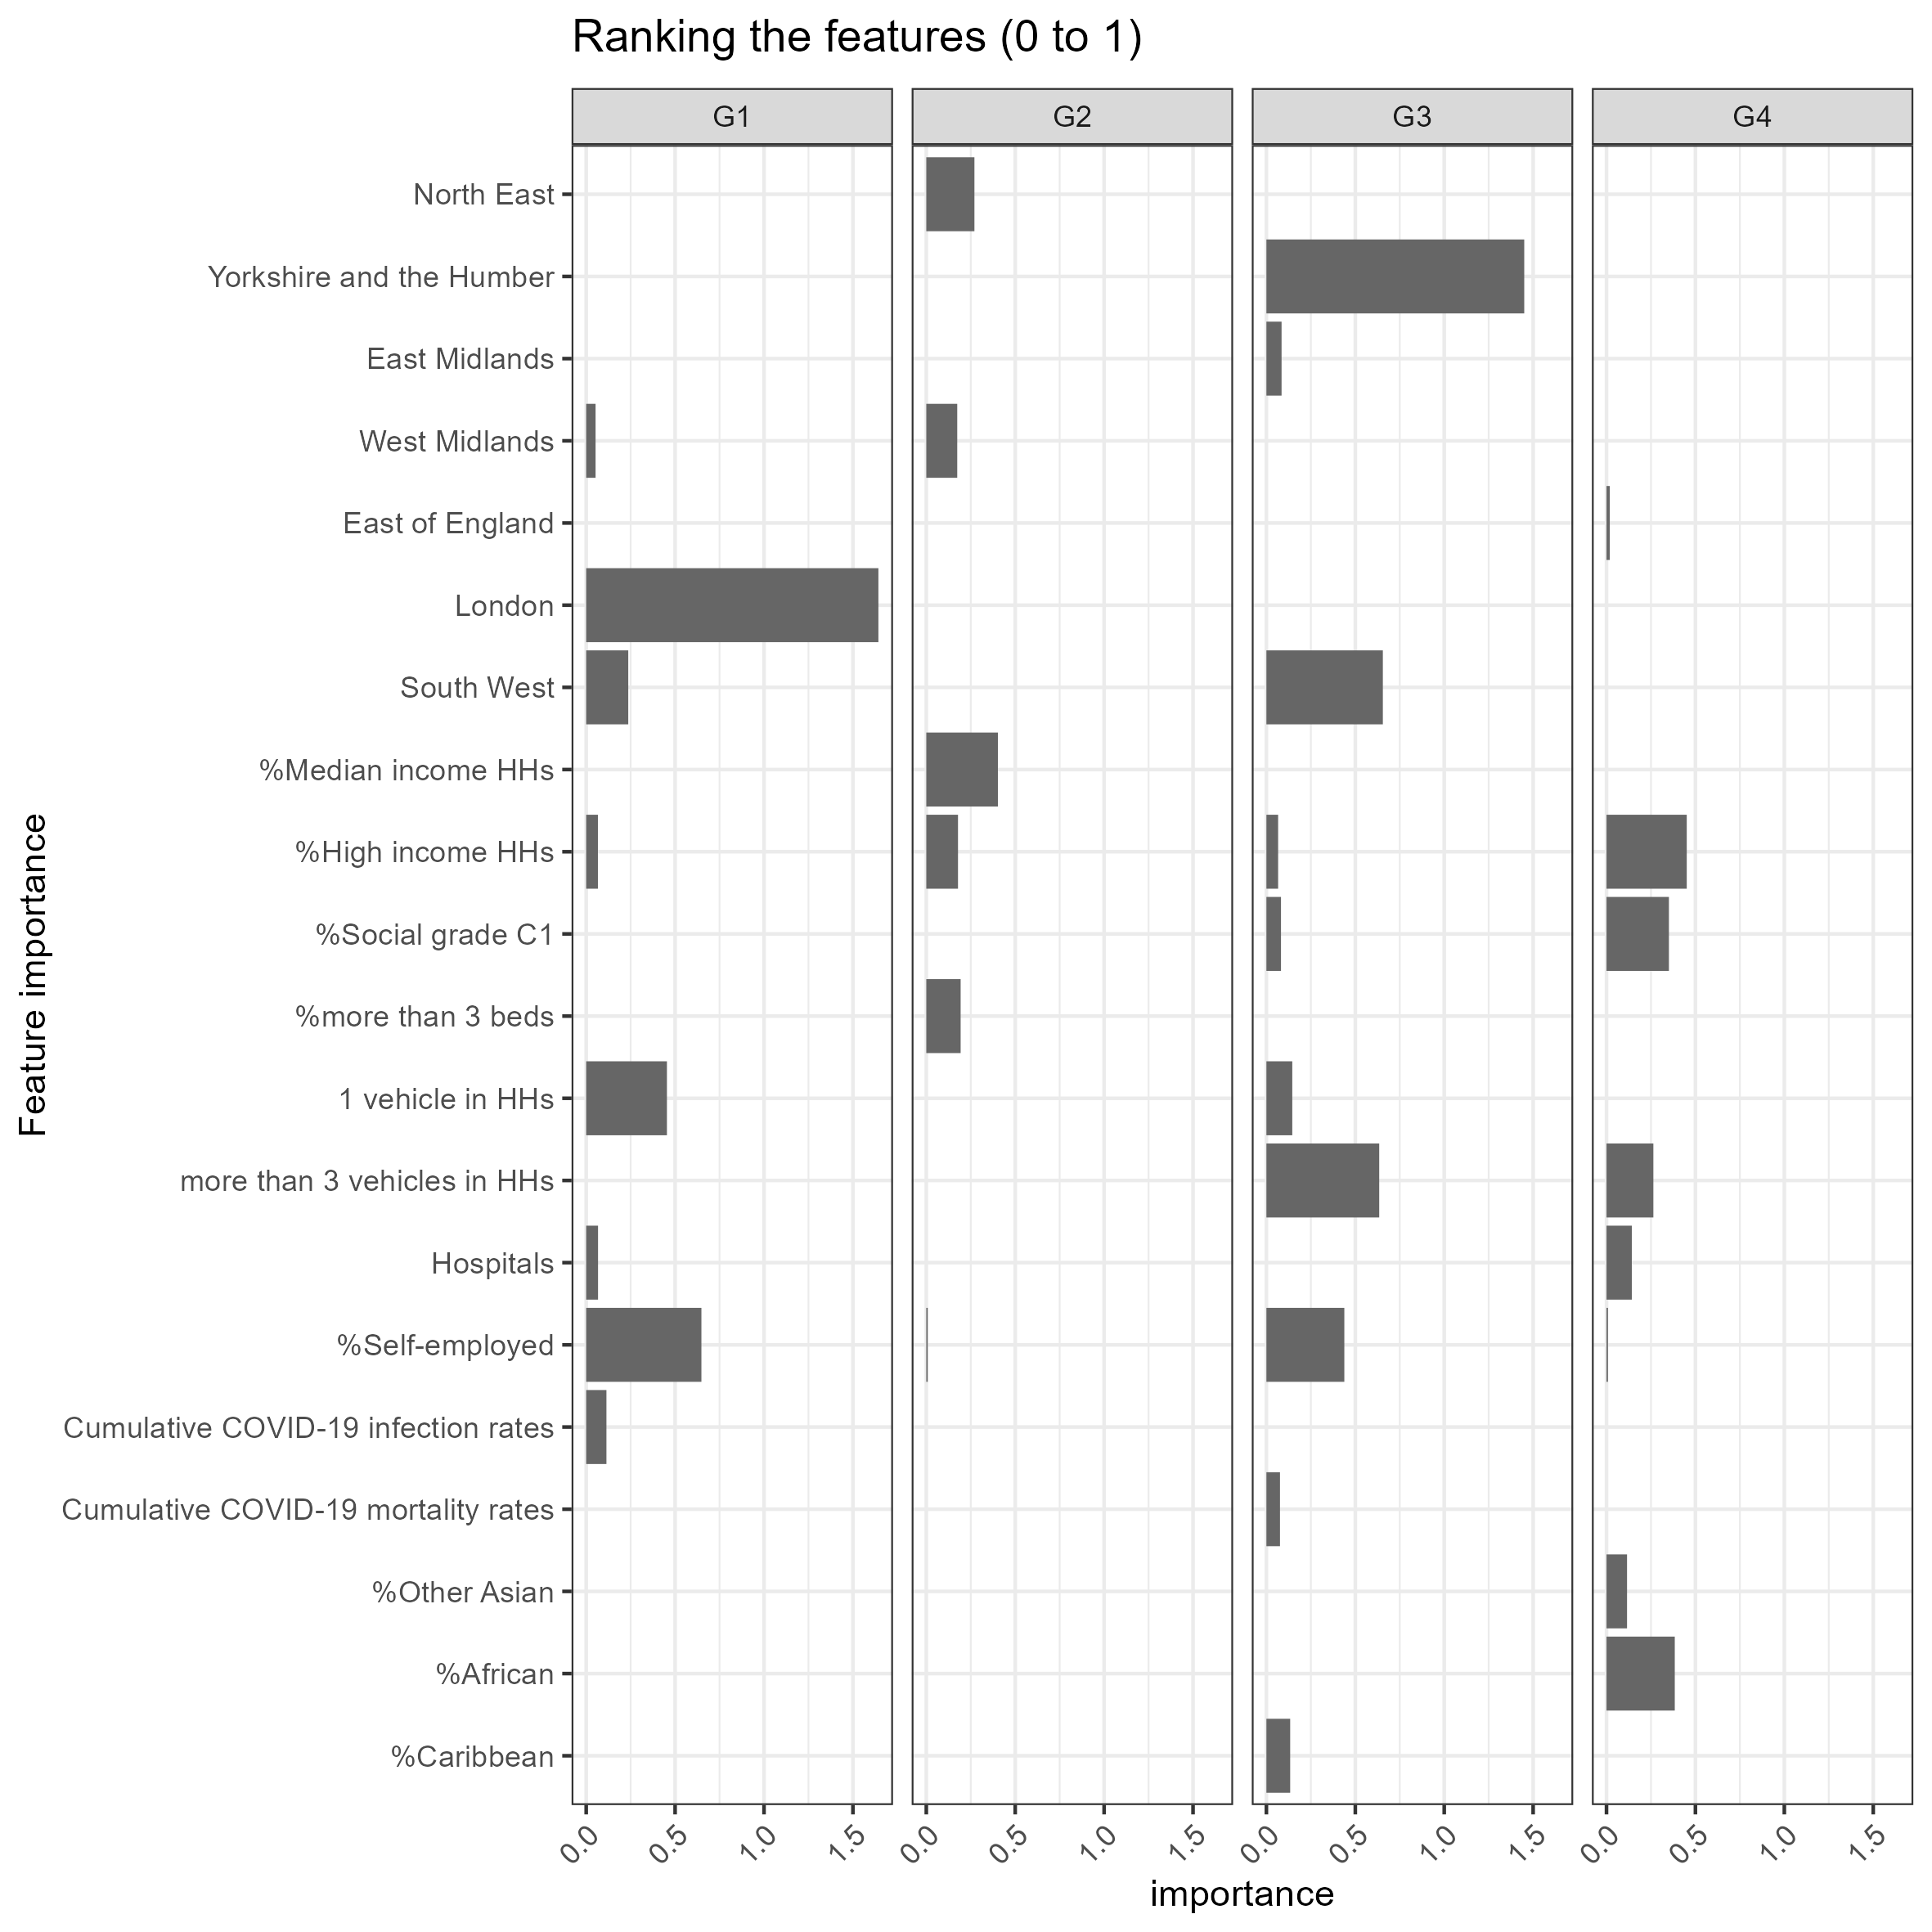 Ranking the features (0 to 1)
G1 G2 G3 G4
North East
Yorkshire and the Humber
East Midlands
West Midlands
East of England
London
South West
%Median income HHs
%High income HHs
%Social grade C1
%more than 3 beds
1 vehicle in HHs
more than 3 vehicles in HHs
Hospitals
%Self-employed
Cumulative COVID-19 infection rates
Cumulative COVID-19 mortality rates
%Other Asian
%African
%Caribbean
Feature importance
0.0 0.5 1.0 1.5 0.0 0.5 1.0 1.5 0.0 0.5 1.0 1.5 0.0 0.5 1.0 1.5
importance